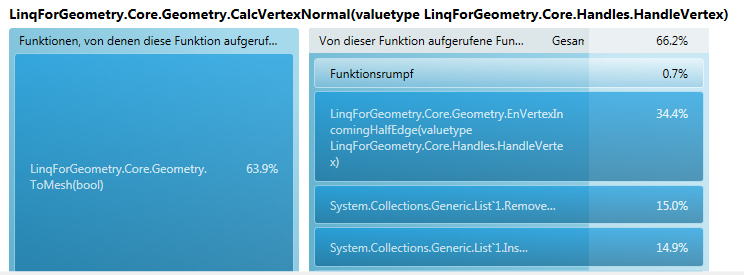 LinqForGeometry.Core.Geometry.CalcVertexNormal(valuetype LinqForGeometry.Core.Handles.HandleVertex)
Funktionen, von denen diese Funktion aufgeruf...
Von dieser Funktion aufgerufene Fun... Gesan 66.2%
Funktionsrumpf 0.7%
LinqForGeometry.Core.Geometry.EnVertexIn 34.4%
comingHalfEdge(valuetype
LinqForGeometry.Core.Handles.HandleVerte
x)
LinqForGeometry.Core.Geometry. 63.9%
ToMesh(bool)
System.Collections.Generic.List`1.Remove... 15.0%
System.Collections.Generic.List`1.Ins... 14.9%